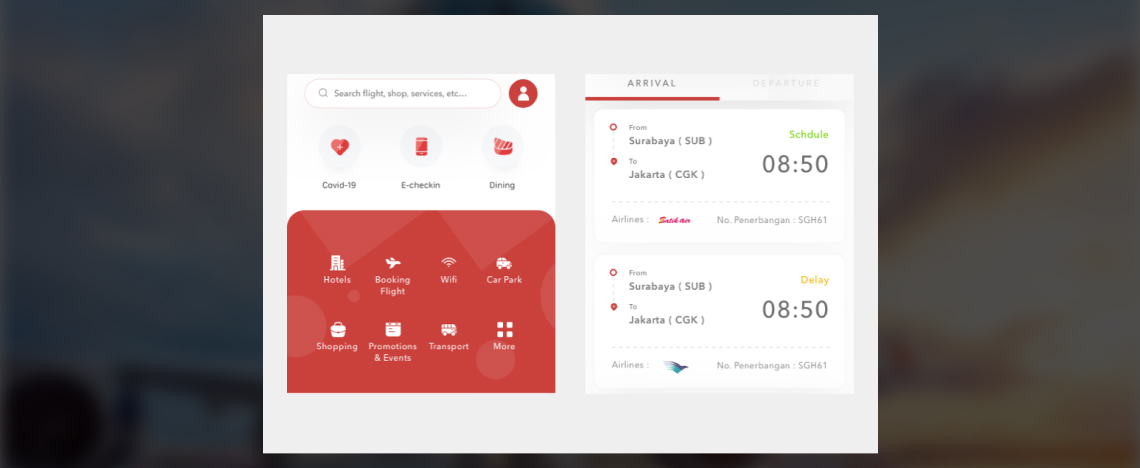 Search flight, shop, services, etc...
Covid-19
E-checkin
Dining
Hotels
Booking
Flight
Wifi
Car Park
Shopping
Promotions
& Events
Transport
More
ARRIVAL
DEPARTURE
From
Surabaya ( SUB )
To
Jakarta ( CGK )
Schdule
08:50
Airlines :
Batik Air
No. Penerbangan : SGH61
From
Surabaya ( SUB )
To
Jakarta ( CGK )
Delay
08:50
Airlines :
No. Penerbangan : SGH61